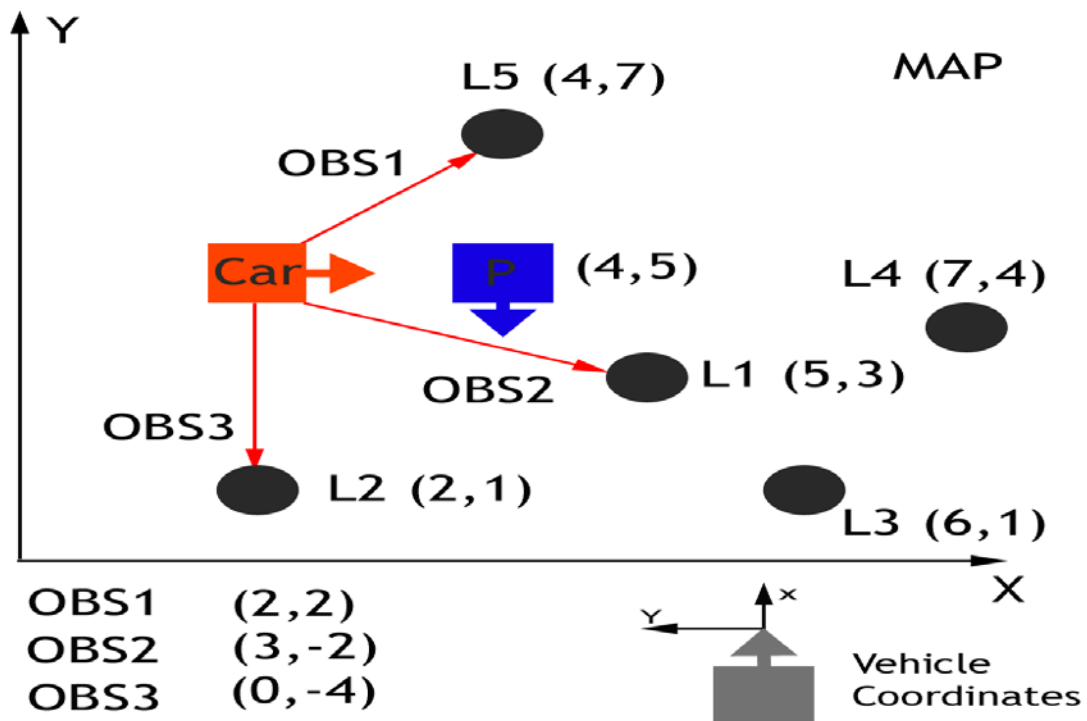 Y
MAP
L5 (4,7)
OBS1
Car
P
(4,5)
L4 (7,4)
OBS2
L1 (5,3)
OBS3
L2 (2,1)
L3 (6,1)
X
OBS1 (2,2)
OBS2 (3,-2)
OBS3 (0,-4)
x
Y
Vehicle
Coordinates